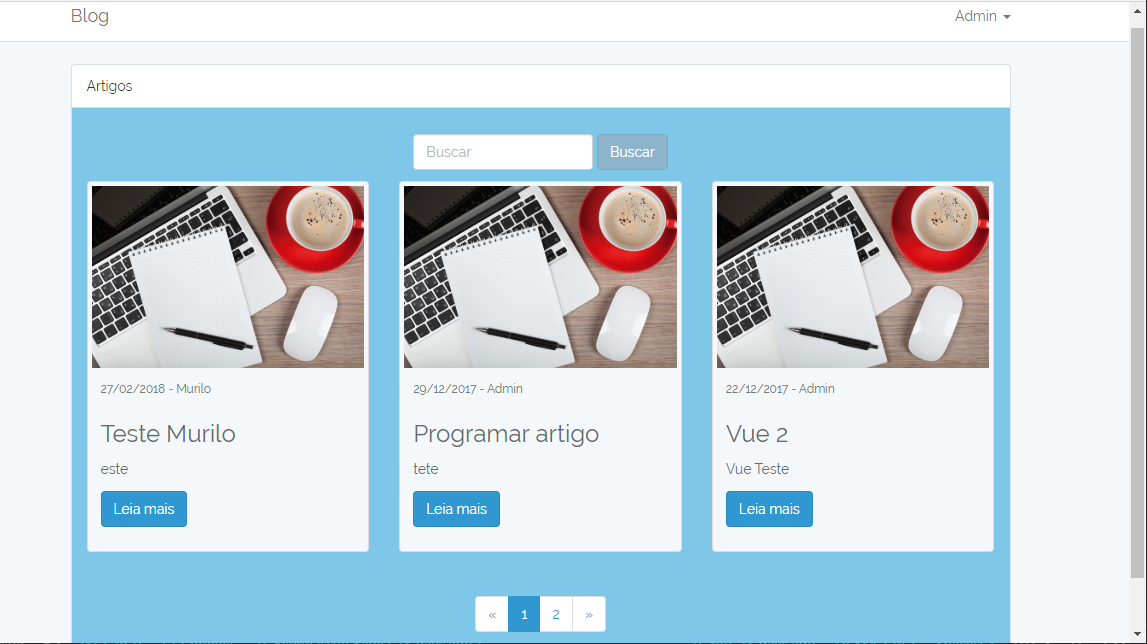 Blog
Admin
Artigos
Buscar Buscar
27/02/2018 - Murilo
Teste Murilo
este
Leia mais
29/12/2017 - Admin
Programar artigo
tete
Leia mais
22/12/2017 - Admin
Vue 2
Vue Teste
Leia mais
« 1 2 »